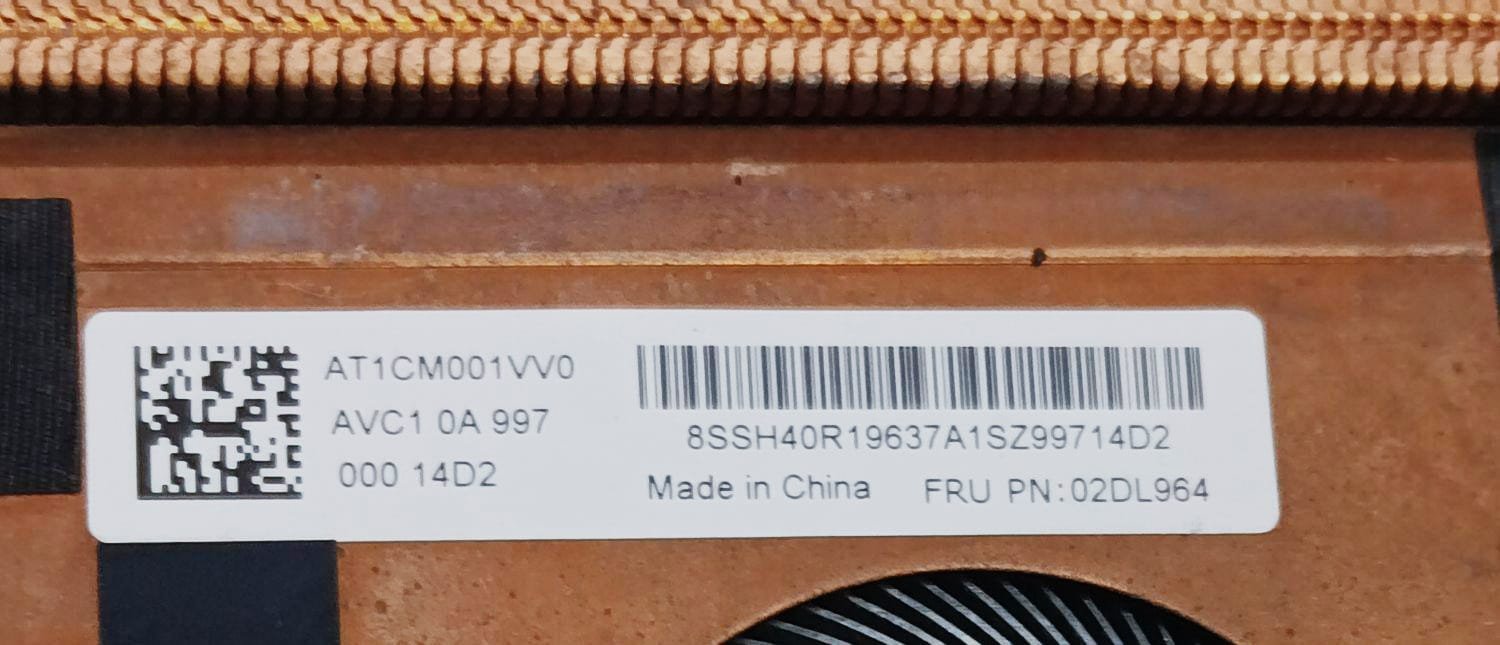 AT1CM001VV0
AVC1 0A 997
000 14D2
8SSH40R19637A1SZ99714D2
Made in China FRU PN:02DL964